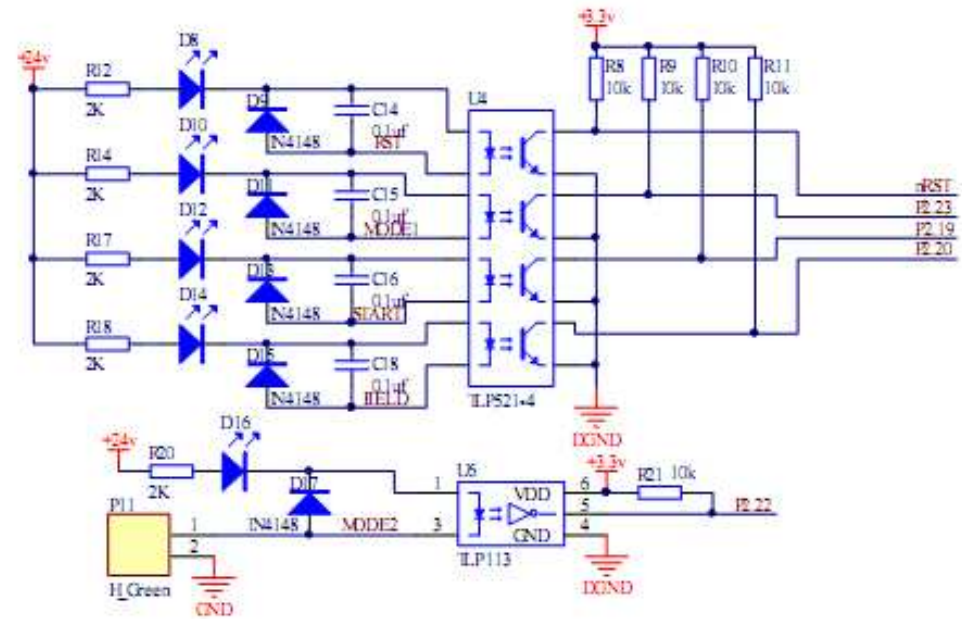 +24v
+3.3v
D8
R12
2K
D9
C14
0.1uf
IN4148
RST
U4
R8
10k
R9
10k
R10
10k
R11
10k
D10
R14
2K
D11
C15
0.1uf
IN4148
MODE1
nRST
P2.23
P2.19
P2.20
D12
R17
2K
D13
C16
0.1uf
IN4148
START
D14
R18
2K
D15
C18
0.1uf
IN4148
TLP521-4
DGND
D16
+24v
R20
2K
D17
IN4148
MODE2
P11
1
2
H_Green
GND
U5
1
3
VDD
GND
6
5
4
TLP113
+3.3v
R21 10k
P2.22
DGND